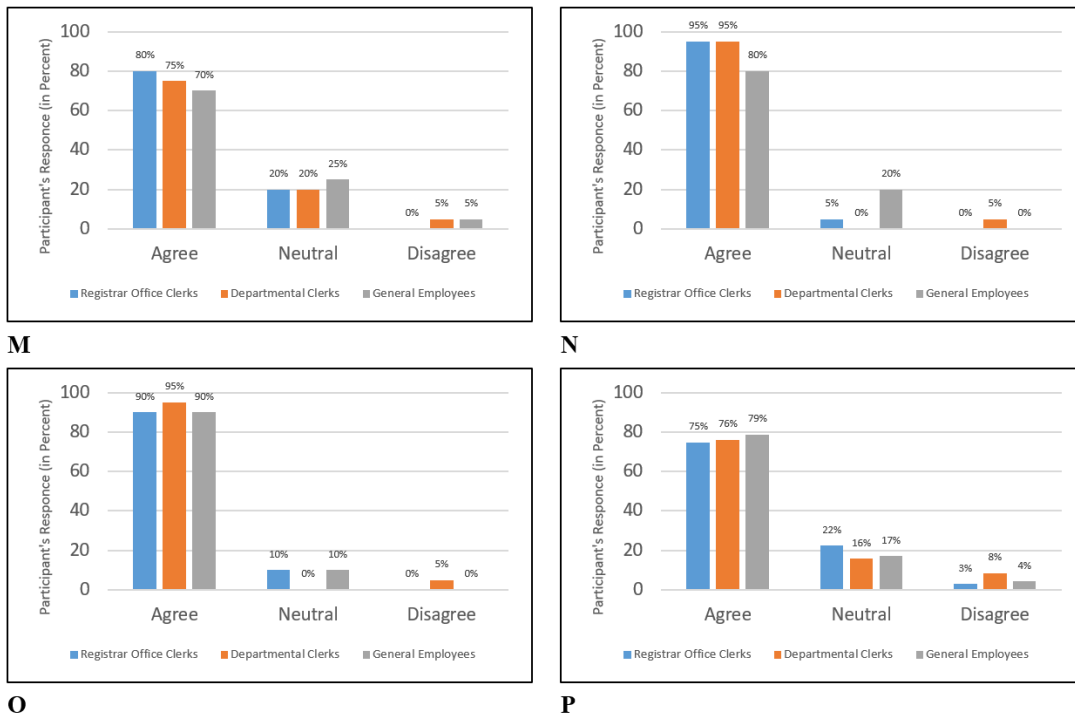 100
80
60
40
20
0
Participant's Responce (in Percent)
80% 75% 70%
20% 20% 25%
0% 5% 5%
Agree Neutral Disagree
Registrar Office Clerks Departmental Clerks General Employees
M
100
80
60
40
20
0
Participant's Responce (in Percent)
95% 95% 80%
5% 0% 20%
0% 5% 0%
Agree Neutral Disagree
Registrar Office Clerks Departmental Clerks General Employees
N
100
80
60
40
20
0
Participant's Responce (in Percent)
90% 95% 90%
10% 0% 10%
0% 5% 0%
Agree Neutral Disagree
Registrar Office Clerks Departmental Clerks General Employees
O
100
80
60
40
20
0
Participant's Responce (in Percent)
75% 76% 79%
22% 16% 17%
3% 8% 4%
Agree Neutral Disagree
Registrar Office Clerks Departmental Clerks General Employees
P